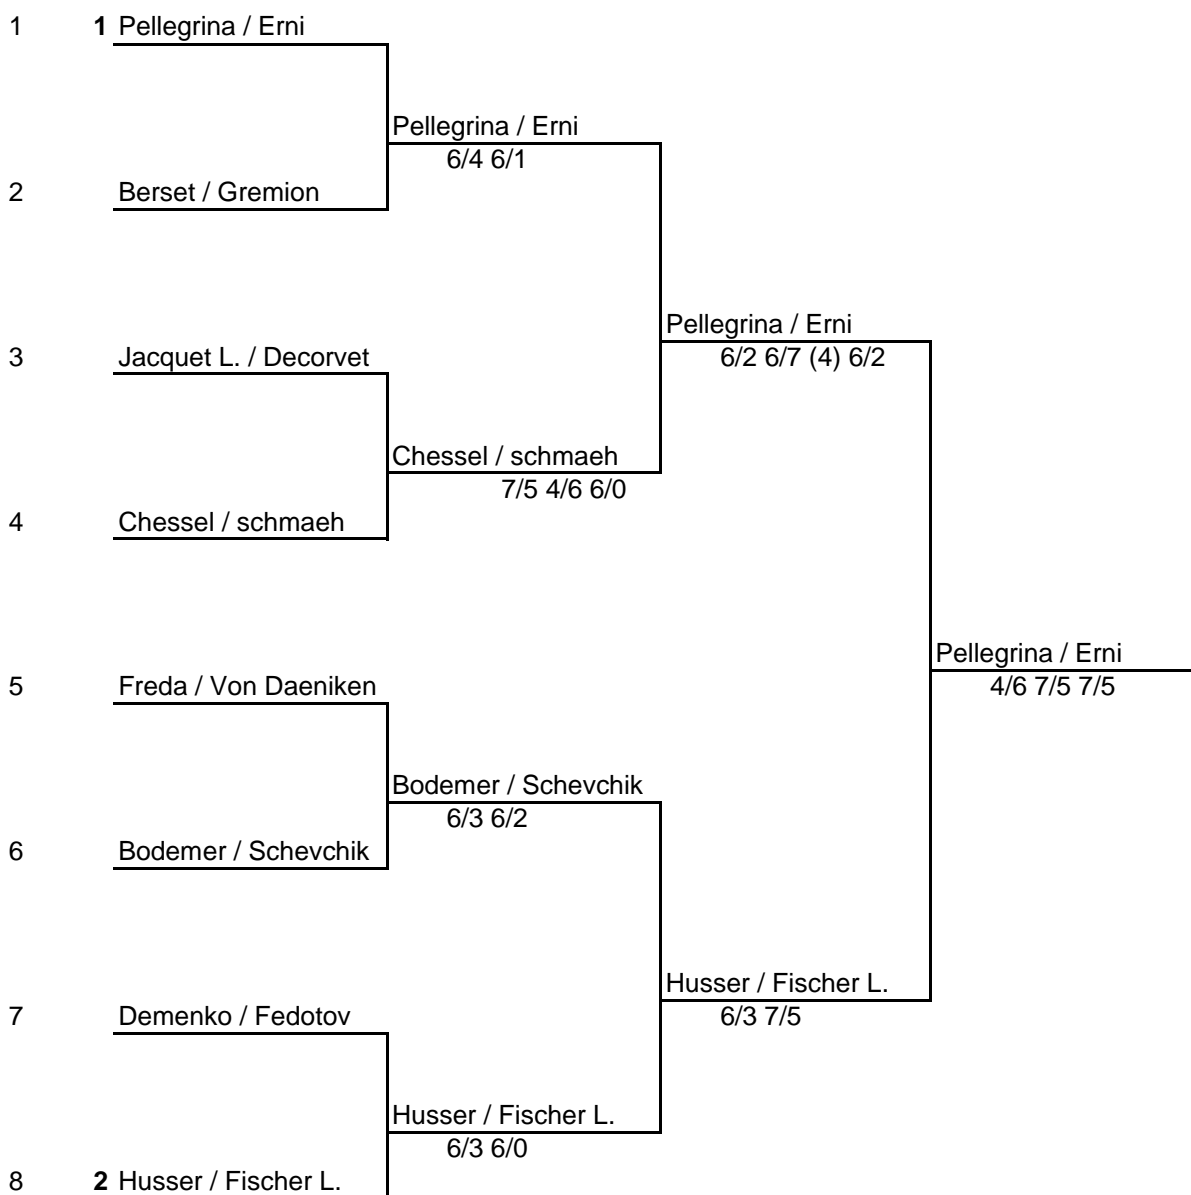 1 1 Pellegrina / Erni
Pellegrina / Erni
6/4 6/1
2 Berset / Gremion
Pellegrina / Erni
3 Jacquet L. / Decorvet 6/2 6/7 (4) 6/2
Chessel / schmaeh
7/5 4/6 6/0
4 Chessel / schmaeh
Pellegrina / Erni
5 Freda / Von Daeniken 4/6 7/5 7/5
Bodemer / Schevchik
6/3 6/2
6 Bodemer / Schevchik
Husser / Fischer L.
7 Demenko / Fedotov 6/3 7/5
Husser / Fischer L.
6/3 6/0
8 2 Husser / Fischer L.